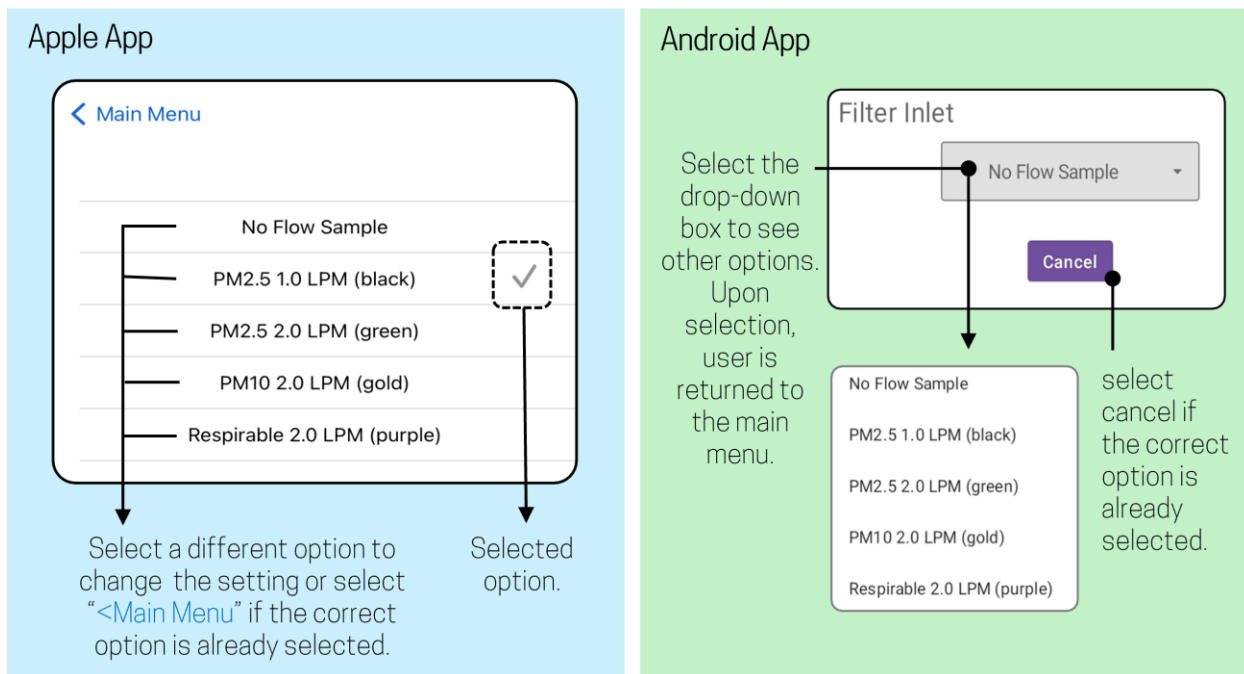 Apple App
< Main Menu
No Flow Sample
PM2.5 1.0 LPM (black)
PM2.5 2.0 LPM (green)
PM10 2.0 LPM (gold)
Respirable 2.0 LPM (purple)
Select a different option to
change the setting or select
“<Main Menu” if the correct
option is already selected.
Selected
option.
Android App
Filter Inlet
No Flow Sample
Cancel
Select the
drop-down
box to see
other options.
Upon
selection,
user is
returned to
the main
menu.
No Flow Sample
PM2.5 1.0 LPM (black)
PM2.5 2.0 LPM (green)
PM10 2.0 LPM (gold)
Respirable 2.0 LPM (purple)
select
cancel if
the correct
option is
already
selected.